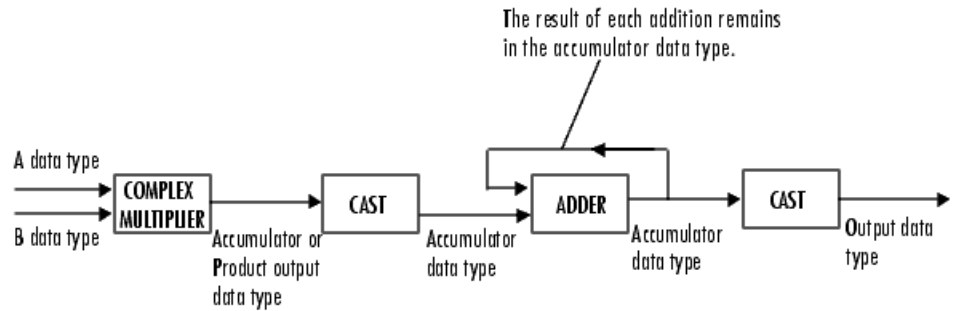 The result of each addition remains
in the accumulator data type.
A data type
B data type
COMPLEX
MULTIPLIER
Accumulator or
Product output
data type
CAST
Accumulator
data type
ADDER
Accumulator
data type
CAST
Output data
type